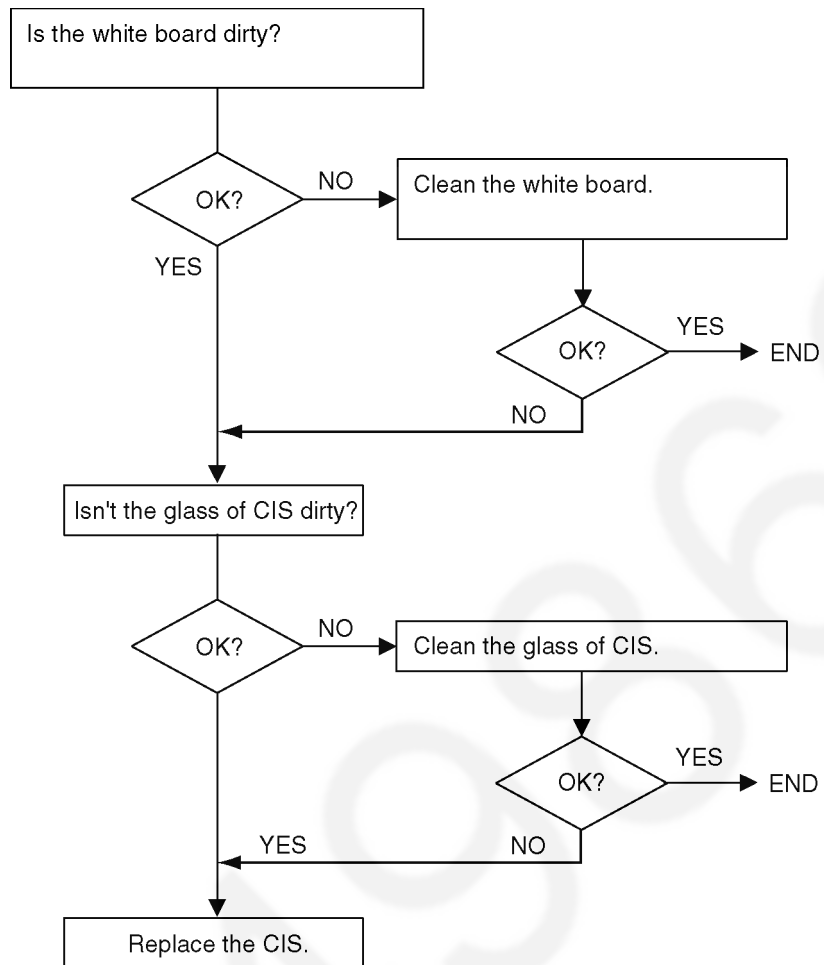 Is the white board dirty?
OK?
NO
Clean the white board.
YES
OK?
YES
END
NO
Isn't the glass of CIS dirty?
OK?
NO
Clean the glass of CIS.
OK?
YES
END
YES
NO
Replace the CIS.